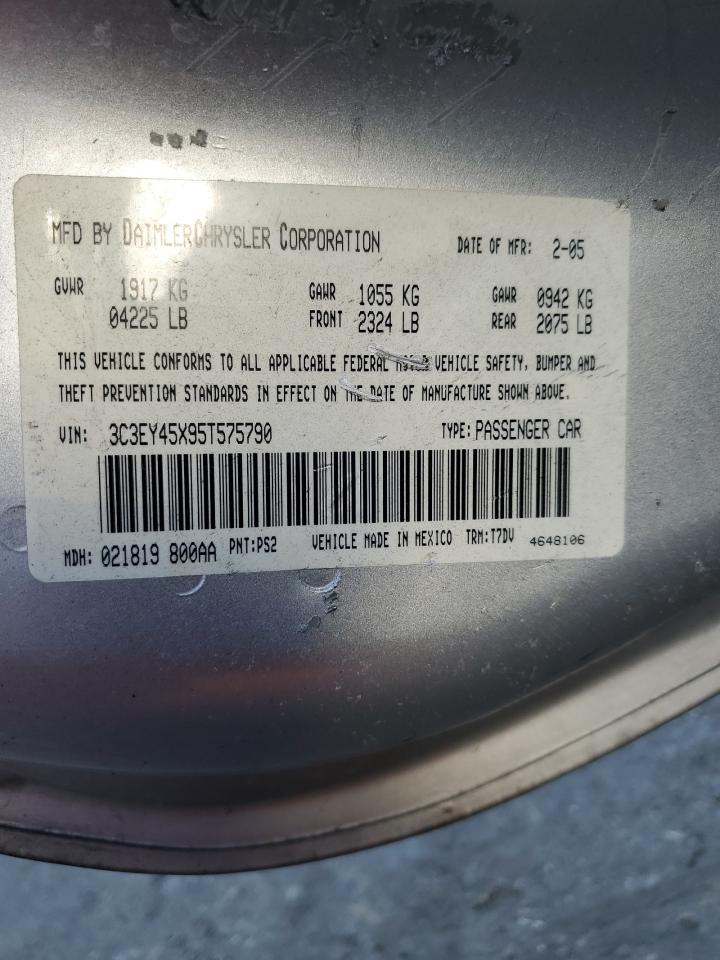 MFD BY DAIMLERCHRYSLER CORPORATION DATE OF MFR: 2-05
GVWR 1917 KG GAWR 1055 KG GAWR 0942 KG
04225 LB FRONT 2324 LB REAR 2075 LB
THIS VEHICLE CONFORMS TO ALL APPLICABLE FEDERAL MOTOR VEHICLE SAFETY, BUMPER AND
THEFT PREVENTION STANDARDS IN EFFECT ON THE DATE OF MANUFACTURE SHOWN ABOVE.
VIN: 3C3EY45X95T575790 TYPE: PASSENGER CAR
MDH: 021819 800AA PNT:PS2 VEHICLE MADE IN MEXICO TRM:T7DV 4648106